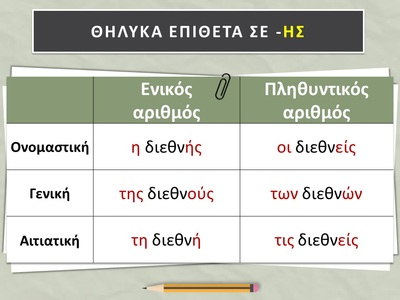 ΘΗΛΥΚΑ ΕΠΙΘΕΤΑ ΣΕ -ΗΣ
Ενικός αριθμός
Πληθυντικός αριθμός
Ονομαστική η διεθνής οι διεθνείς
Γενική της διεθνούς των διεθνών
Αιτιατική τη διεθνή τις διεθνείς